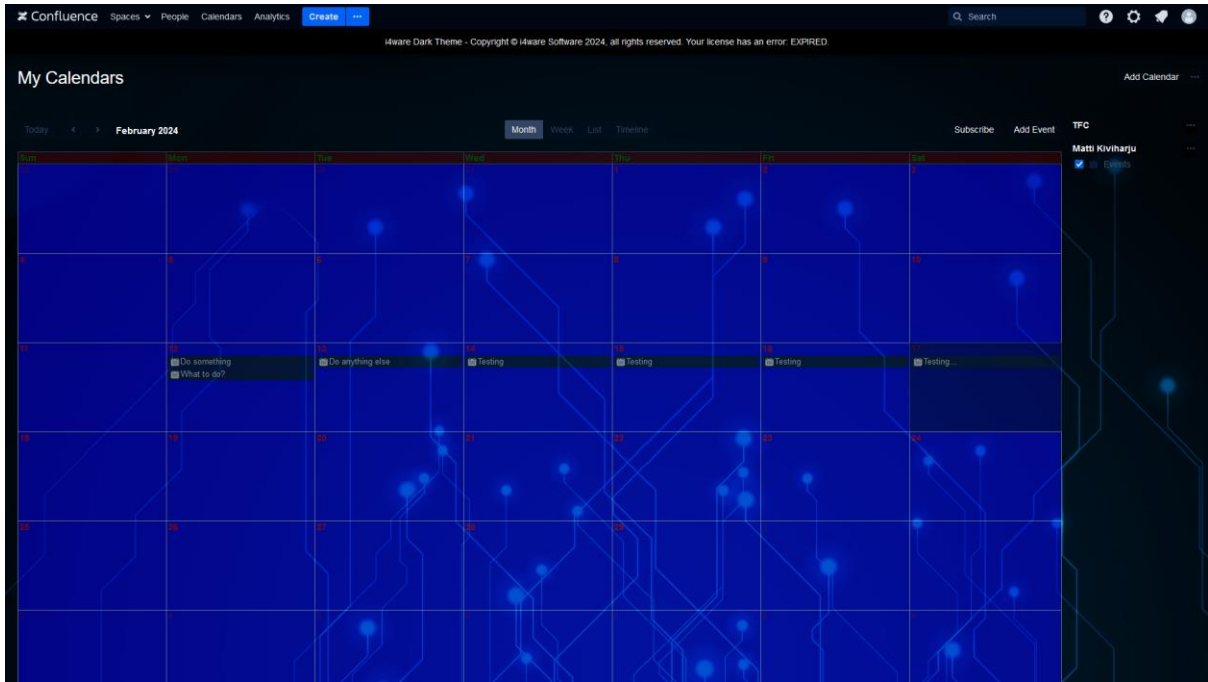 Confluence Spaces People Calendars Analytics Create ··· Search
i4ware Dark Theme - Copyright © i4ware Software 2024, all rights reserved. Your license has an error: EXPIRED.
My Calendars
Add Calendar ···
Today < > February 2024 Month Week List Timeline Subscribe Add Event
TFC ···
Matti Kiviharju ···
Events
Sun Mon Tue Wed Thu Fri Sat
1 2 3
4 5 6 7 8 9 10
11 12 13 14 15 16 17
Do something Do anything else Testing Testing Testing Testing...
What to do?
18 19 20 21 22 23 24
25 26 27 28 29